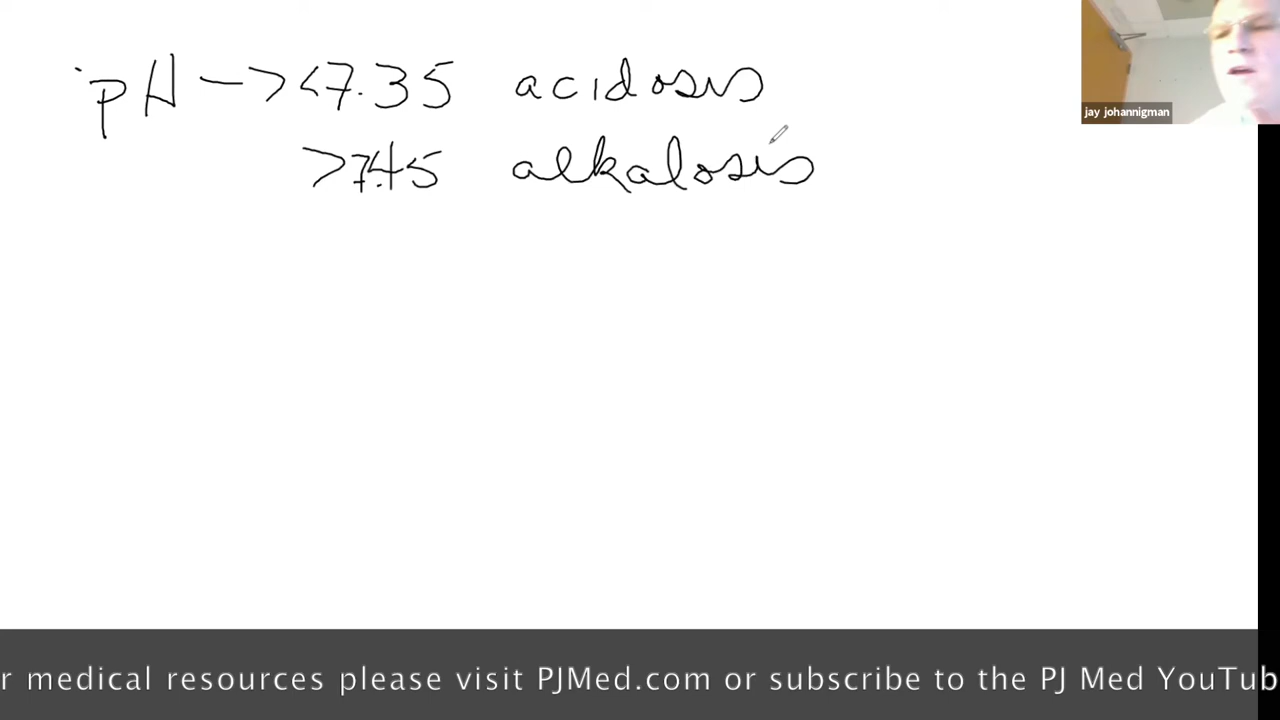 pH -> <7.35 acidosis
>7.45 alkalosis
jay johannigman
r medical resources please visit PJMed.com or subscribe to the PJ Med YouTub